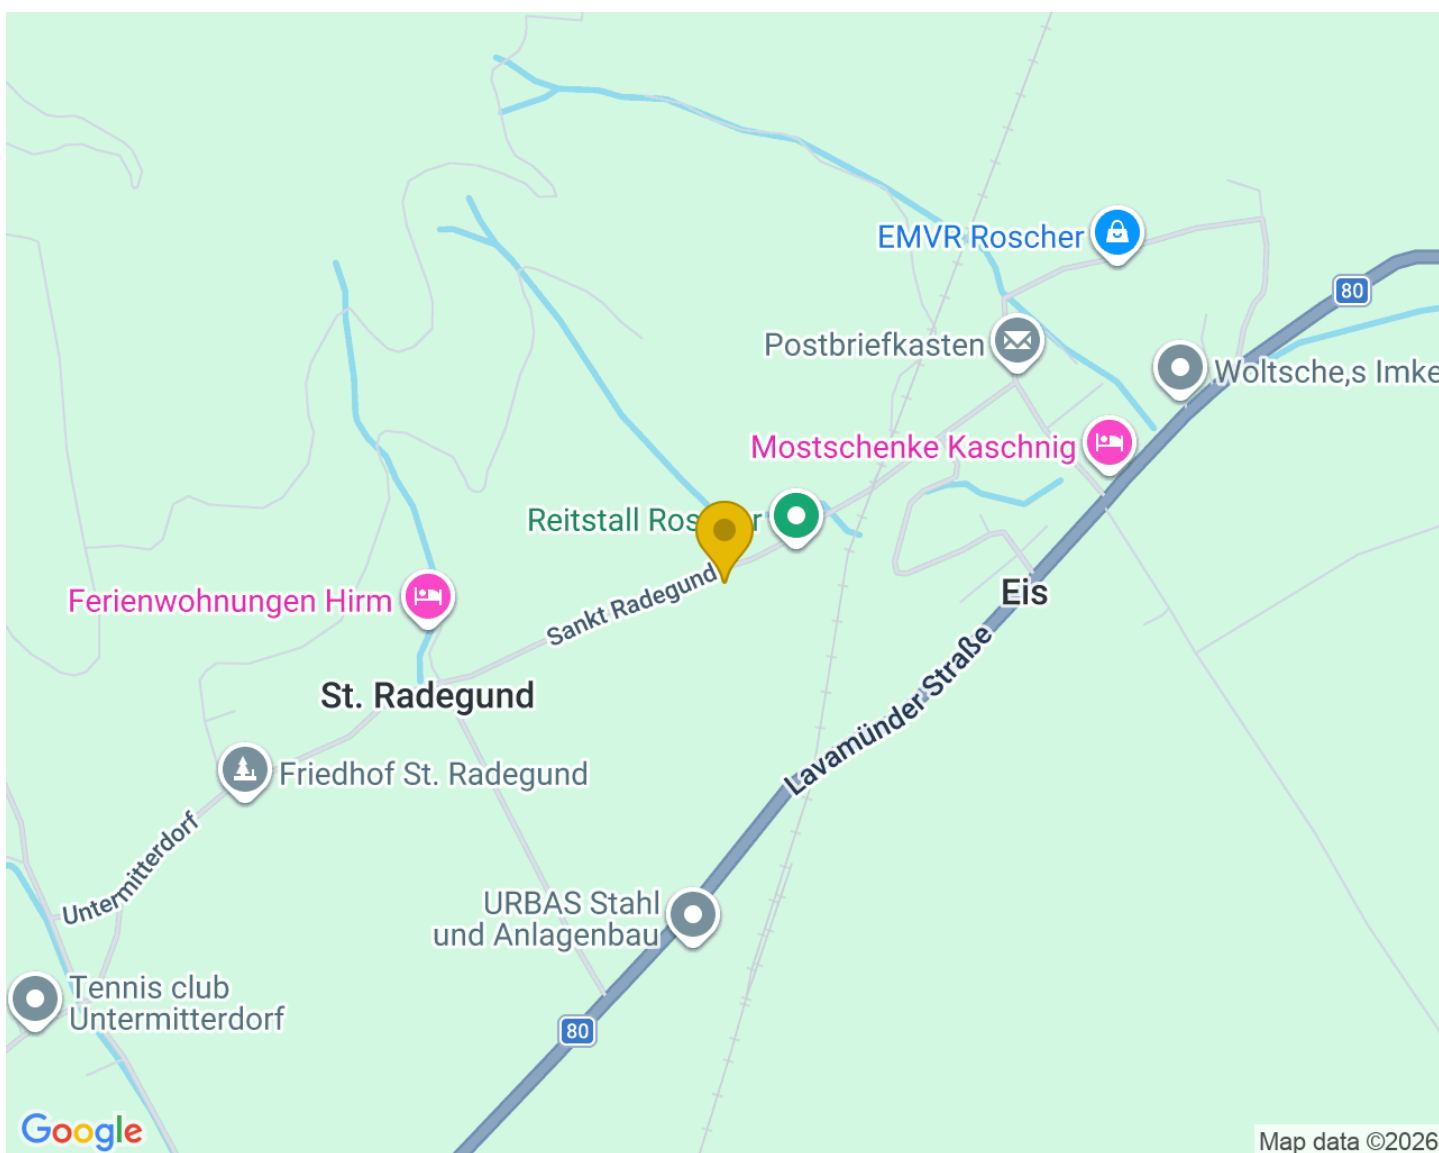 EMVR Roscher
80
Postbriefkasten
Woltsche,s Imke
Mostschenke Kaschnig
Reitstall Ros r
Ferienwohnungen Hirm
Sankt Radegund
Eis
St. Radegund
Lavamünder Straße
Friedhof St. Radegund
Untermitterdorf
URBAS Stahl
und Anlagenbau
Tennis club
Untermitterdorf
80
Google
Map data ©2026